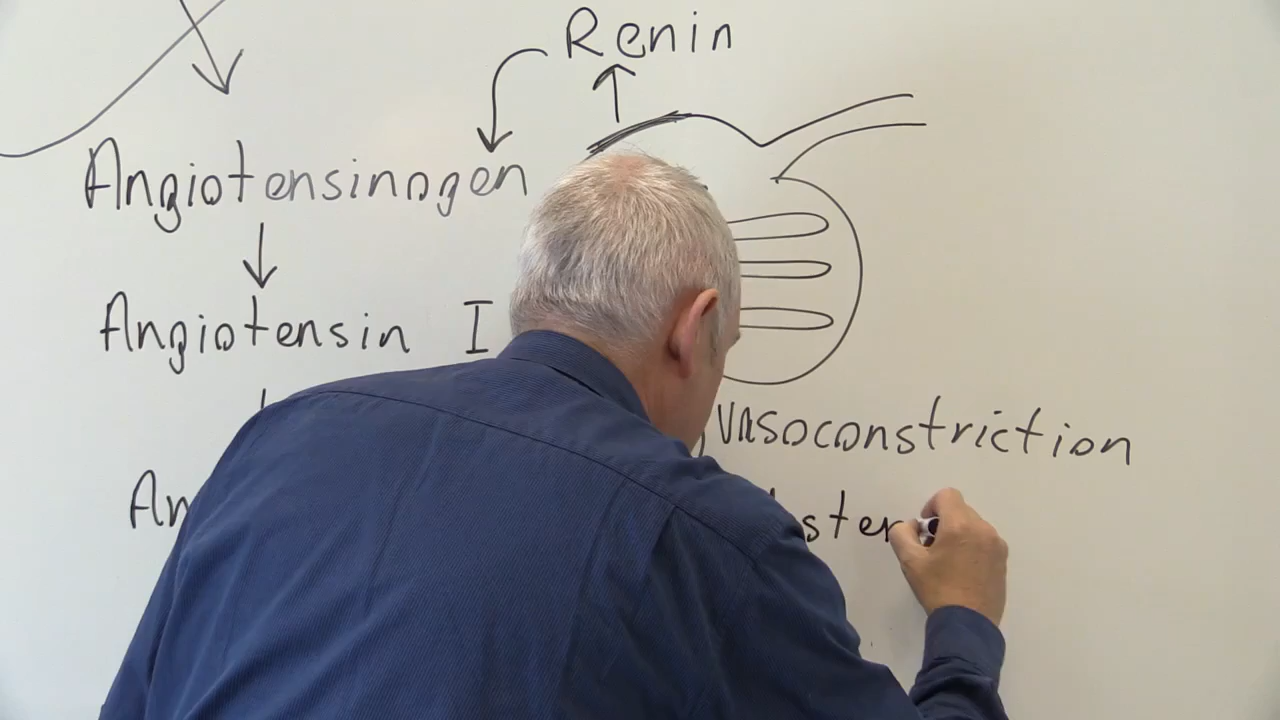 Renin
Angiotensinogen
Angiotensin I
vasoconstriction